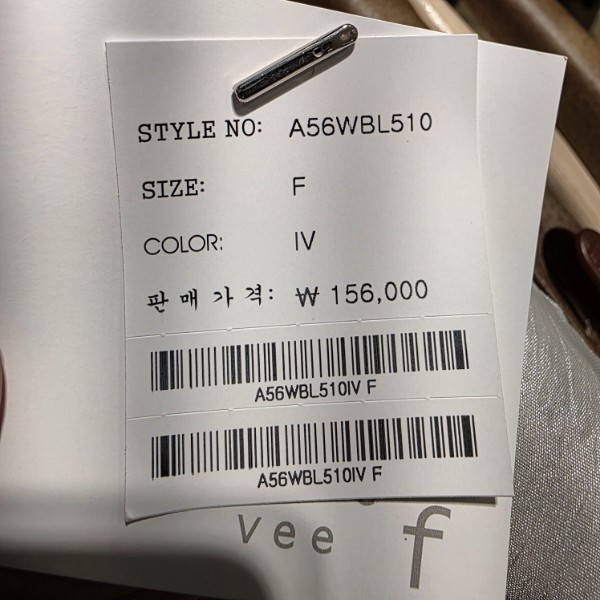 STYLE NO: A56WBL510
SIZE: F
COLOR: IV
판매가격: ₩ 156,000
A56WBL510IV F
A56WBL510IV F
vee f